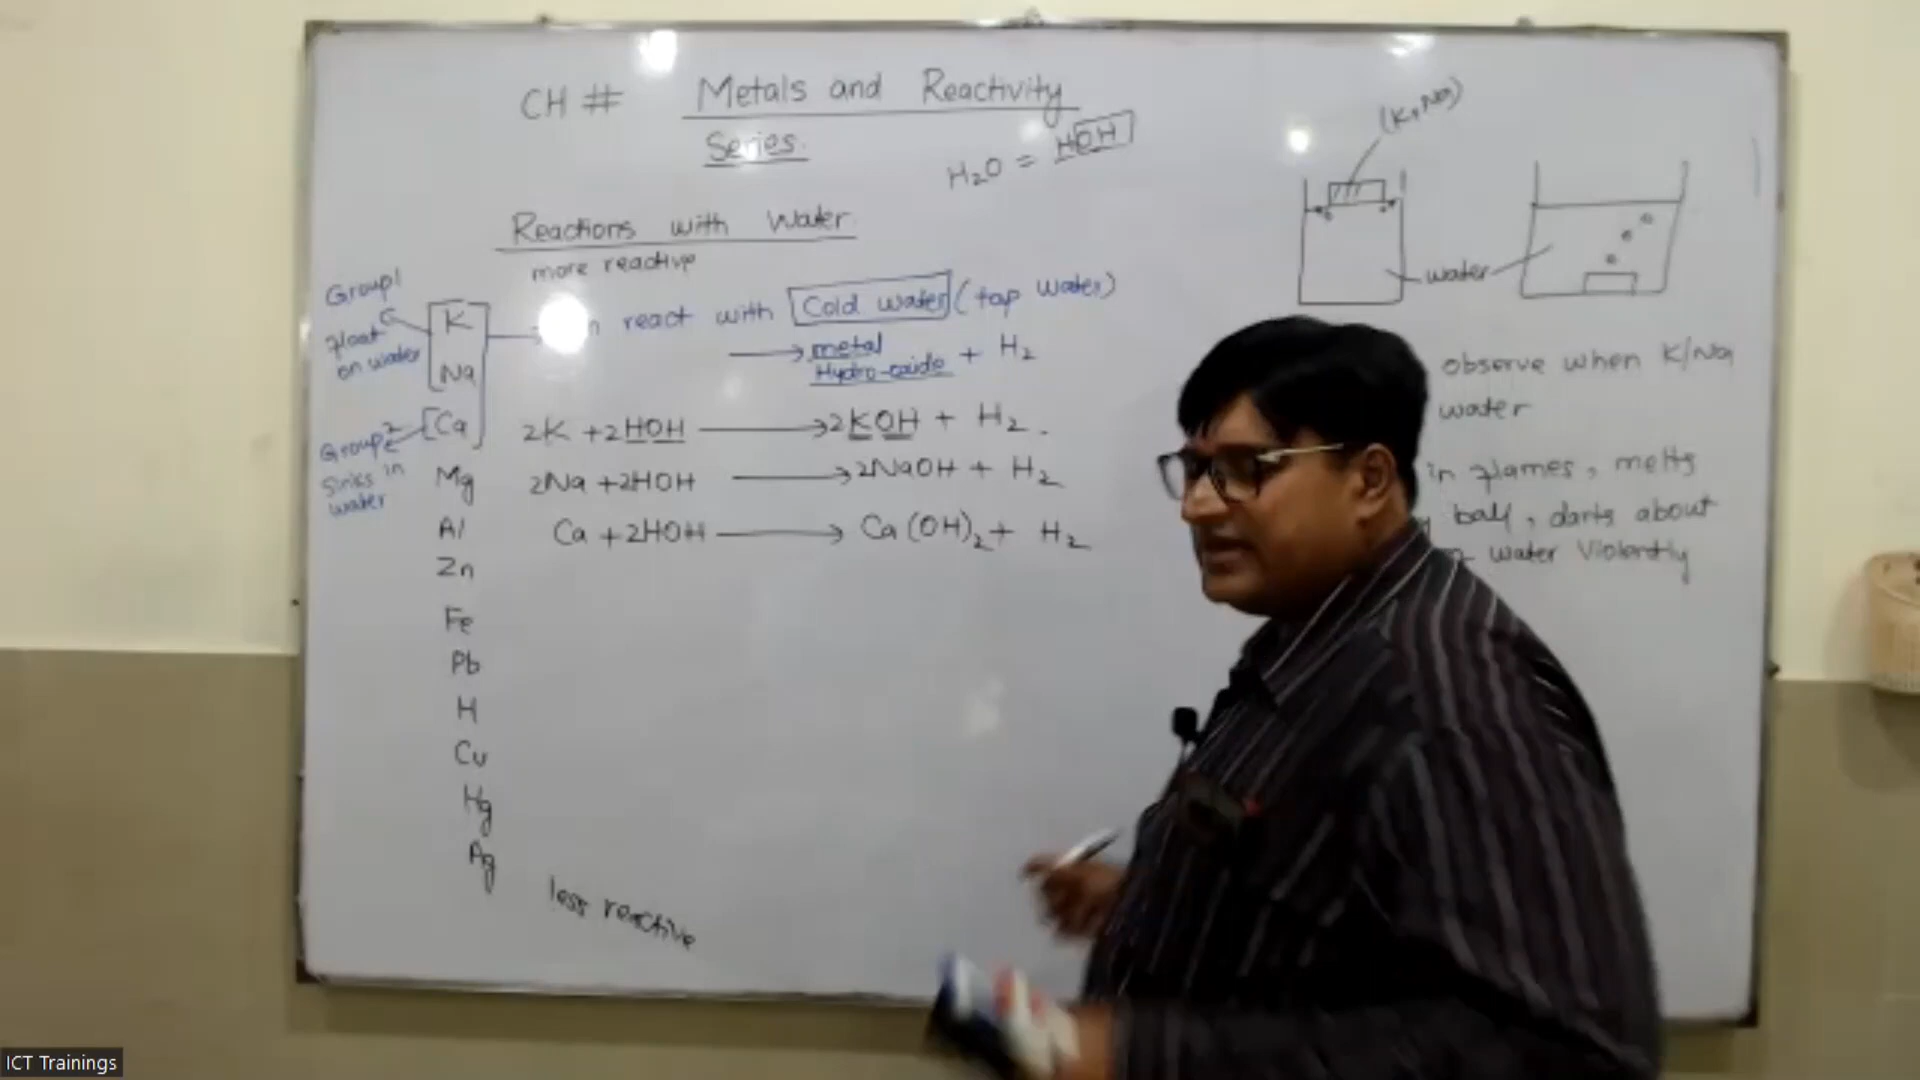 CH # Metals and Reactivity
Series.
H2O = HOH
(K,Na)
Reactions with Water
more reactive
Group1
float
on water
K
Na
Ca
Group2
sinks in
water
react with Cold water (tap water)
→ metal
Hydro-oxide + H2
2K + 2HOH → 2KOH + H2.
2Na + 2HOH → 2NaOH + H2
Ca + 2HOH → Ca(OH)2 + H2
Mg
Al
Zn
Fe
Pb
H
Cu
Hg
Ag
less reactive
water
observe when K/Na
water
in flames, melts
ball, darts about
water Violently
ICT Trainings